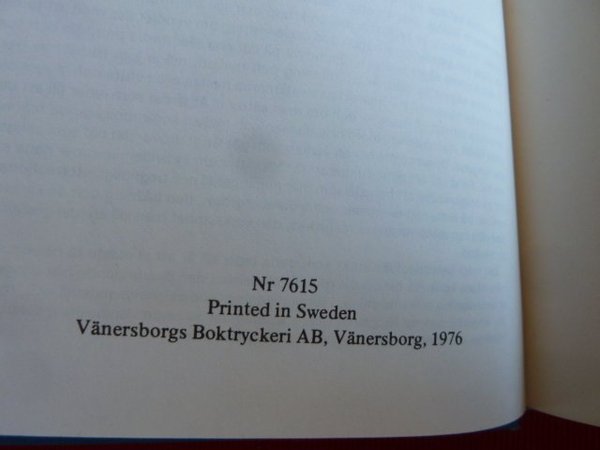 Nr 7615
Printed in Sweden
Vänersborgs Boktryckeri AB, Vänersborg, 1976